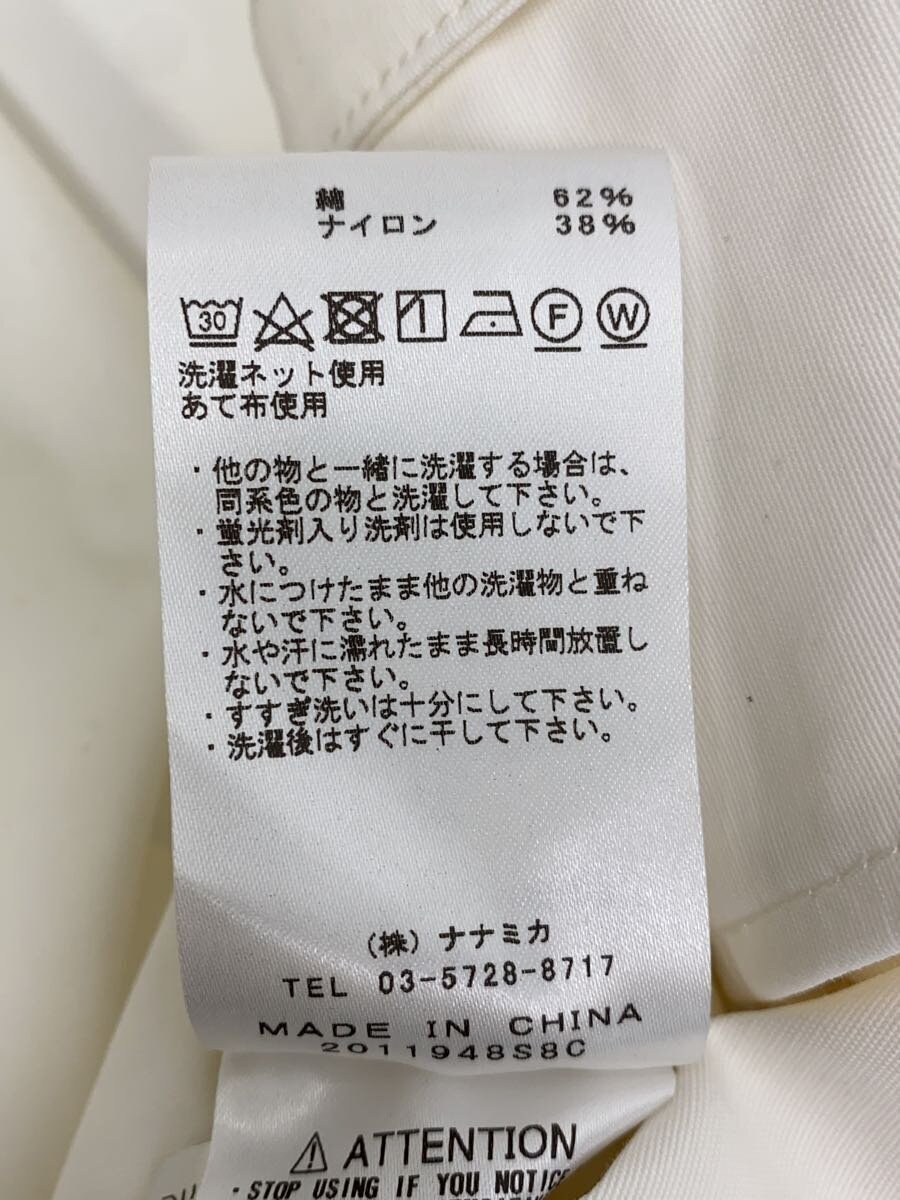 綿 62%
ナイロン 38%
30 F W
洗濯ネット使用
あて布使用
・他の物と一緒に洗濯する場合は、
同系色の物と洗濯して下さい。
・蛍光剤入り洗剤は使用しないで下
さい。
・水につけたまま他の洗濯物と重ね
ないで下さい。
・水や汗に濡れたまま長時間放置し
ないで下さい。
・すすぎ洗いは十分にして下さい。
・洗濯後はすぐに干して下さい。
(株)ナナミカ
TEL 03-5728-8717
MADE IN CHINA
2011948S8C
⚠ ATTENTION
・STOP USING IF YOU NOTICE